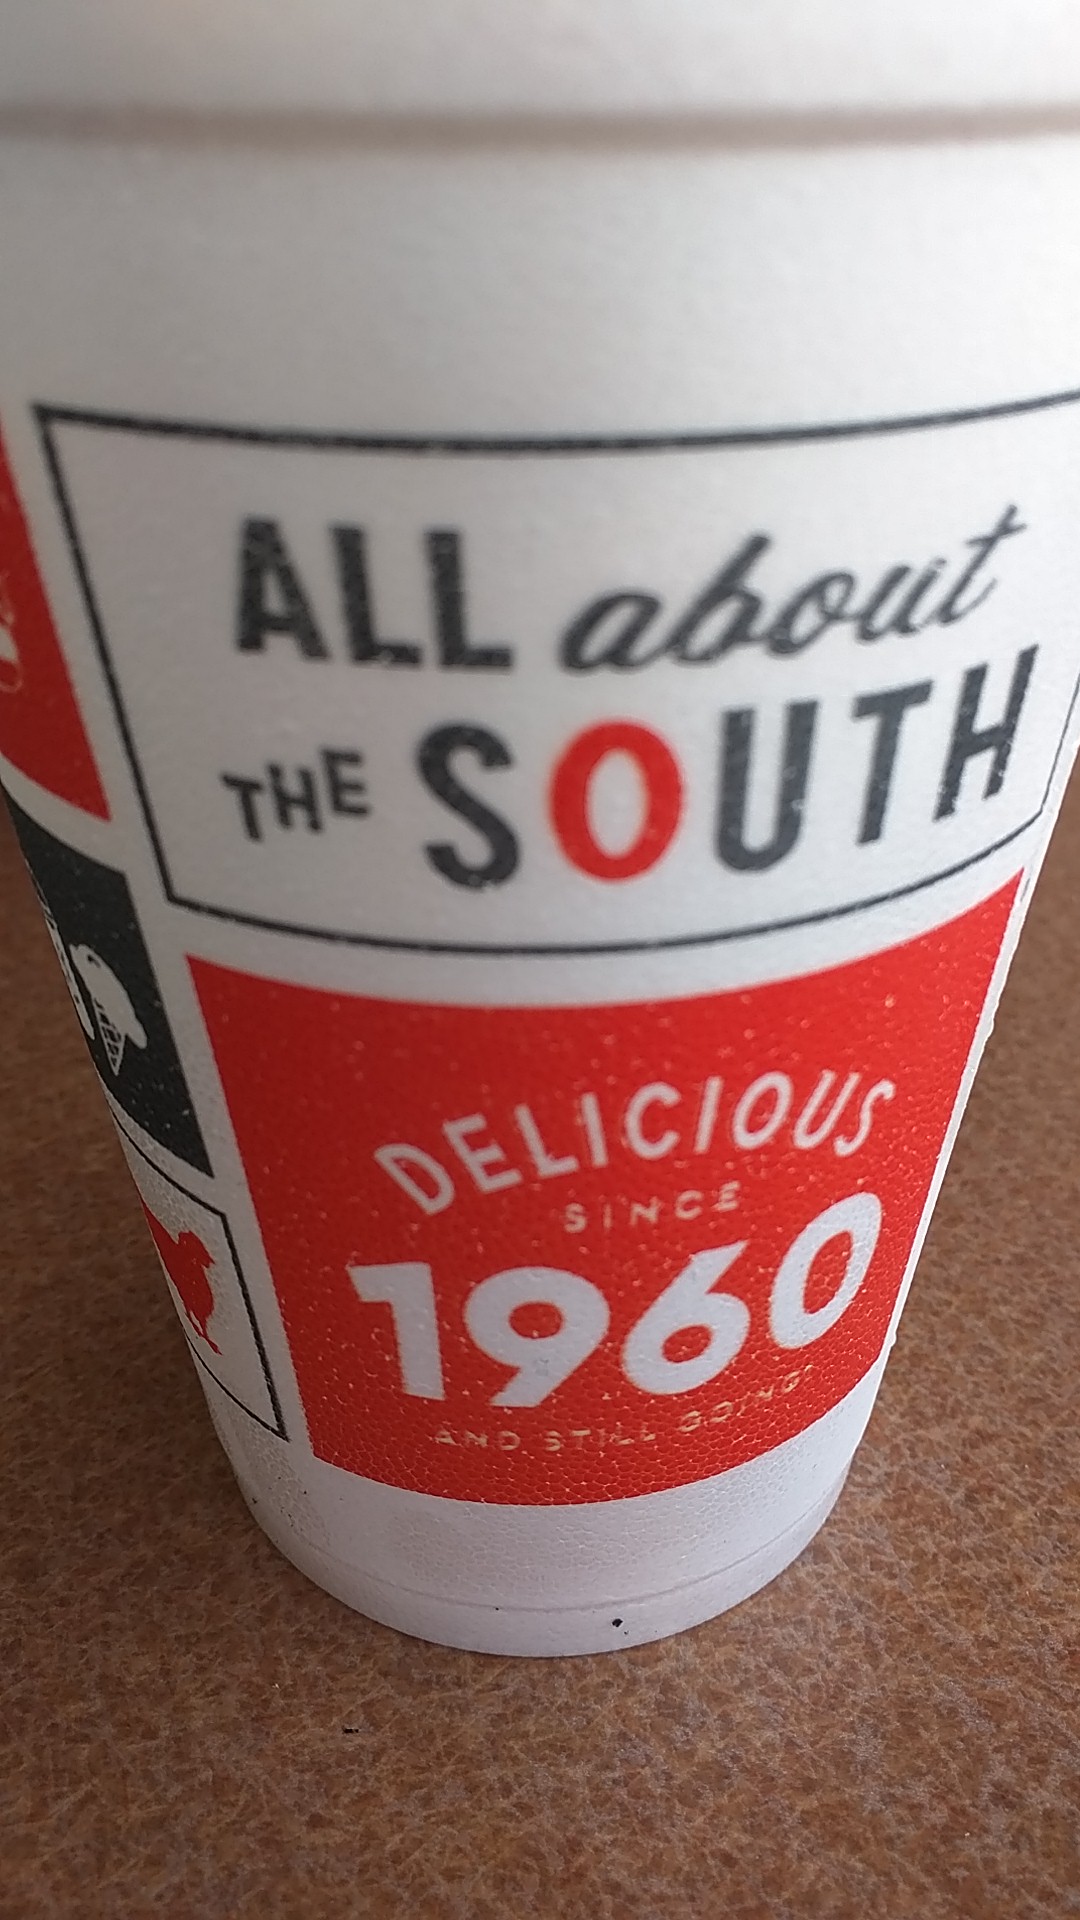 ALL about
THE SOUTH
DELICIOUS
SINCE
1960
AND STILL GOING